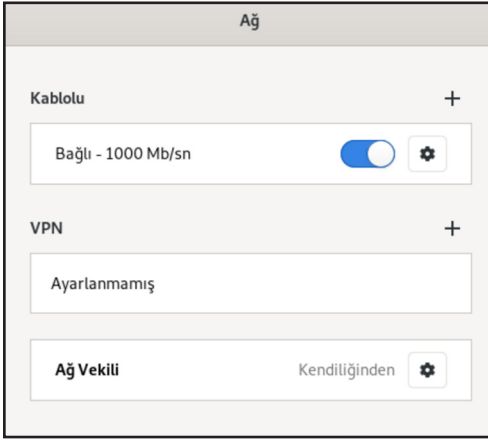 Ağ
Kablolu
Bağlı - 1000 Mb/sn
VPN
Ayarlanmamış
Ağ Vekili Kendiliğinden